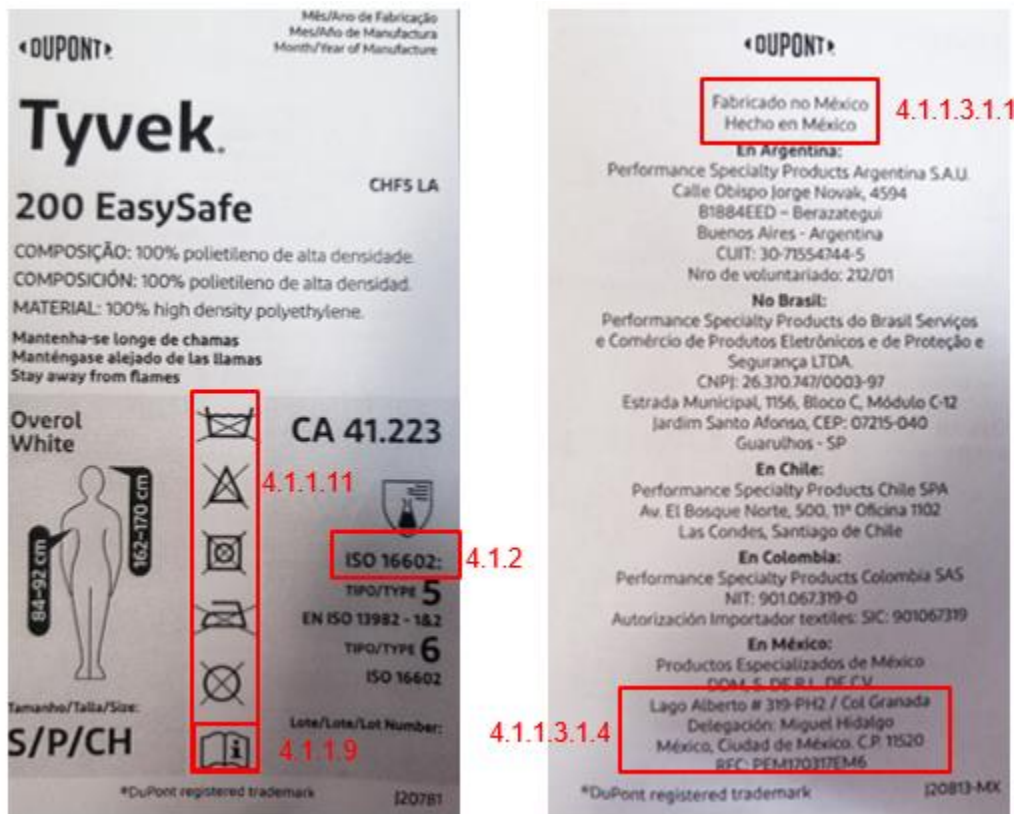 DUPONT
Mês/Ano de Fabricação
Mes/Año de Manufactura
Month/Year of Manufacture
Tyvek®
CHF5 LA
200 EasySafe
COMPOSIÇÃO: 100% polietileno de alta densidade.
COMPOSICIÓN: 100% polietileno de alta densidad.
MATERIAL: 100% high density polyethylene.
Mantenha-se longe de chamas
Manténgase alejado de las llamas
Stay away from flames
Overol
White
84-92 cm
162-170 cm
4.1.1.11
CA 41.223
ISO 16602:
4.1.2
TIPO/TYPE 5
EN ISO 13982 - 1&2
TIPO/TYPE 6
ISO 16602
Tamanho/Talla/Size:
S/P/CH
i
4.1.1.9
Lote/Lote/Lot Number:
*DuPont registered trademark
J20781
DUPONT
Fabricado no México
Hecho en México
4.1.1.3.1.1
En Argentina:
Performance Specialty Products Argentina S.A.U.
Calle Obispo Jorge Novak, 4594
B1884EED – Berazategui
Buenos Aires - Argentina
CUIT: 30-71554744-5
Nro de voluntariado: 212/01
No Brasil:
Performance Specialty Products do Brasil Serviços
e Comércio de Produtos Eletrônicos e de Proteção e
Segurança LTDA.
CNPJ: 26.370.747/0003-97
Estrada Municipal, 1156, Bloco C, Módulo C-12
Jardim Santo Afonso, CEP: 07215-040
Guarulhos - SP
En Chile:
Performance Specialty Products Chile SPA
Av. El Bosque Norte, 500, 11ª Oficina 1102
Las Condes, Santiago de Chile
En Colombia:
Performance Specialty Products Colombia SAS
NIT: 901.067.319-0
Autorización Importador textiles: SIC: 901067319
En México:
Productos Especializados de México
DDM, S. DE R.L. DE C.V.
Lago Alberto # 319-PH2 / Col Granada
Delegación: Miguel Hidalgo
México, Ciudad de México. C.P. 11520
RFC: PEM170317EM6
4.1.1.3.1.4
*DuPont registered trademark
J20813-MX